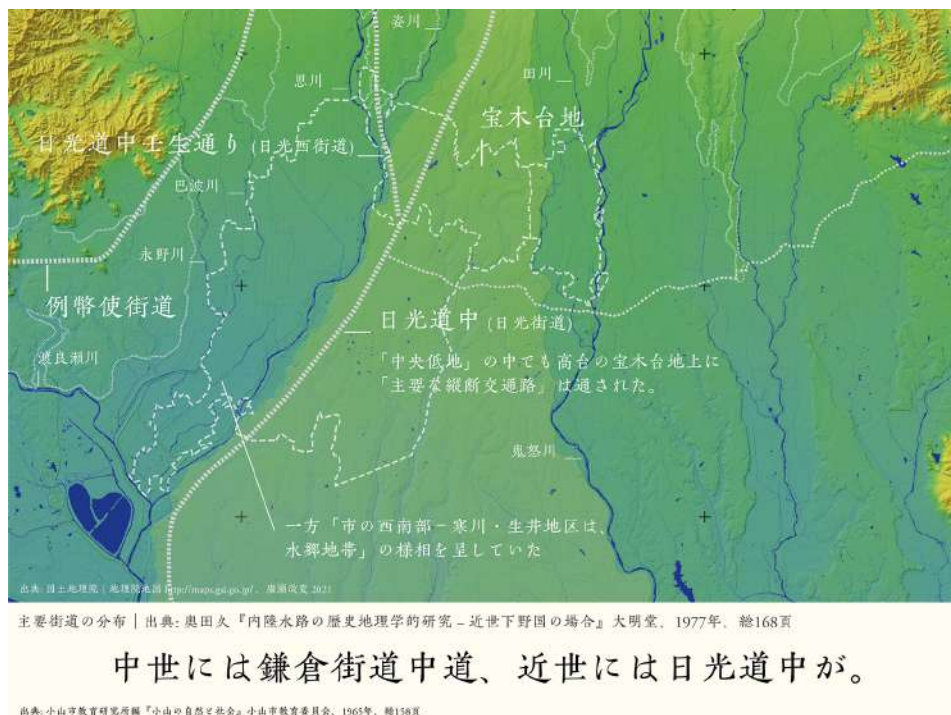 姿川
思川
田川
宝木台地
日光道中壬生通り (日光西街道)
巴波川
永野川
例幣使街道
日光道中 (日光街道)
渡良瀬川
「中央低地」の中でも高台の宝木台地上に
「主要な縦断交通路」は通された。
鬼怒川
一方「市の西南部－寒川・生井地区は、
水郷地帯」の様相を呈していた
出典: 国土地理院 | 地理院地図 http://maps.gsi.go.jp/ 、廣瀬改変 2021
主要街道の分布 | 出典: 奥田久『内陸水路の歴史地理学的研究 – 近世下野国の場合』大明堂、1977年、総168頁
中世には鎌倉街道中道、近世には日光道中が。
出典: 小山市教育研究所編『小山の自然と社会』小山市教育委員会、1965年、総158頁